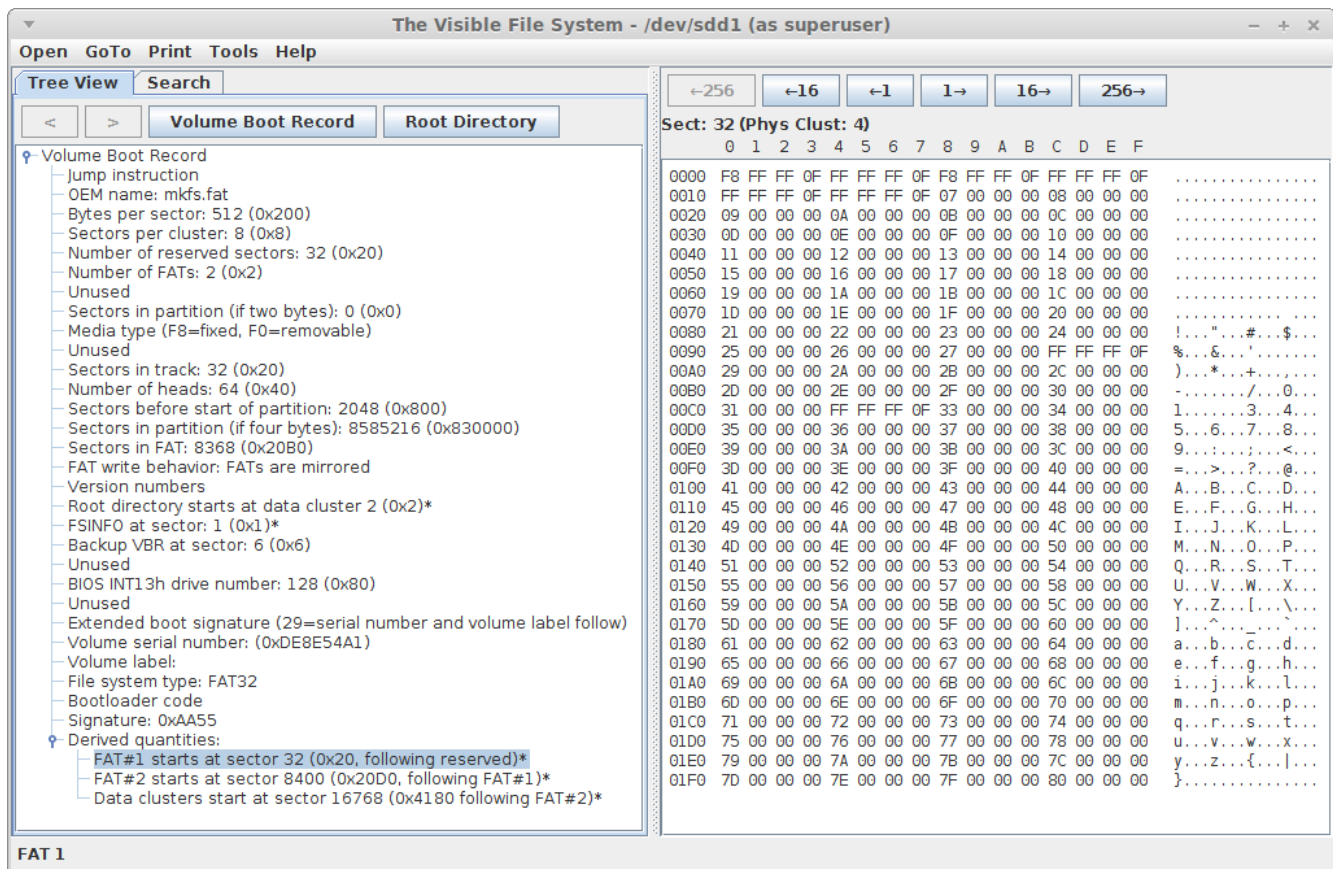 The Visible File System - /dev/sdd1 (as superuser)
Open GoTo Print Tools Help
Tree View Search
< > Volume Boot Record Root Directory
Volume Boot Record
Jump instruction
OEM name: mkfs.fat
Bytes per sector: 512 (0x200)
Sectors per cluster: 8 (0x8)
Number of reserved sectors: 32 (0x20)
Number of FATs: 2 (0x2)
Unused
Sectors in partition (if two bytes): 0 (0x0)
Media type (F8=fixed, F0=removable)
Unused
Sectors in track: 32 (0x20)
Number of heads: 64 (0x40)
Sectors before start of partition: 2048 (0x800)
Sectors in partition (if four bytes): 8585216 (0x830000)
Sectors in FAT: 8368 (0x20B0)
FAT write behavior: FATs are mirrored
Version numbers
Root directory starts at data cluster 2 (0x2)*
FSINFO at sector: 1 (0x1)*
Backup VBR at sector: 6 (0x6)
Unused
BIOS INT13h drive number: 128 (0x80)
Unused
Extended boot signature (29=serial number and volume label follow)
Volume serial number: (0xDE8E54A1)
Volume label:
File system type: FAT32
Bootloader code
Signature: 0xAA55
Derived quantities:
FAT#1 starts at sector 32 (0x20, following reserved)*
FAT#2 starts at sector 8400 (0x20D0, following FAT#1)*
Data clusters start at sector 16768 (0x4180 following FAT#2)*
←256 ←16 ←1 1→ 16→ 256→
Sect: 32 (Phys Clust: 4)
0 1 2 3 4 5 6 7 8 9 A B C D E F
0000 F8 FF FF 0F FF FF FF 0F F8 FF FF 0F FF FF FF 0F ................
0010 FF FF FF 0F FF FF FF 0F 07 00 00 00 08 00 00 00 ................
0020 09 00 00 00 0A 00 00 00 0B 00 00 00 0C 00 00 00 ................
0030 0D 00 00 00 0E 00 00 00 0F 00 00 00 10 00 00 00 ................
0040 11 00 00 00 12 00 00 00 13 00 00 00 14 00 00 00 ................
0050 15 00 00 00 16 00 00 00 17 00 00 00 18 00 00 00 ................
0060 19 00 00 00 1A 00 00 00 1B 00 00 00 1C 00 00 00 ................
0070 1D 00 00 00 1E 00 00 00 1F 00 00 00 20 00 00 00 ............ ...
0080 21 00 00 00 22 00 00 00 23 00 00 00 24 00 00 00 !..."...#...$...
0090 25 00 00 00 26 00 00 00 27 00 00 00 FF FF FF 0F %...&...'.......
00A0 29 00 00 00 2A 00 00 00 2B 00 00 00 2C 00 00 00 )...*...+...,...
00B0 2D 00 00 00 2E 00 00 00 2F 00 00 00 30 00 00 00 -......./...0...
00C0 31 00 00 00 FF FF FF 0F 33 00 00 00 34 00 00 00 1.......3...4...
00D0 35 00 00 00 36 00 00 00 37 00 00 00 38 00 00 00 5...6...7...8...
00E0 39 00 00 00 3A 00 00 00 3B 00 00 00 3C 00 00 00 9...:...;...<...
00F0 3D 00 00 00 3E 00 00 00 3F 00 00 00 40 00 00 00 =...>...?...@...
0100 41 00 00 00 42 00 00 00 43 00 00 00 44 00 00 00 A...B...C...D...
0110 45 00 00 00 46 00 00 00 47 00 00 00 48 00 00 00 E...F...G...H...
0120 49 00 00 00 4A 00 00 00 4B 00 00 00 4C 00 00 00 I...J...K...L...
0130 4D 00 00 00 4E 00 00 00 4F 00 00 00 50 00 00 00 M...N...O...P...
0140 51 00 00 00 52 00 00 00 53 00 00 00 54 00 00 00 Q...R...S...T...
0150 55 00 00 00 56 00 00 00 57 00 00 00 58 00 00 00 U...V...W...X...
0160 59 00 00 00 5A 00 00 00 5B 00 00 00 5C 00 00 00 Y...Z...[...\...
0170 5D 00 00 00 5E 00 00 00 5F 00 00 00 60 00 00 00 ]...^..._...`...
0180 61 00 00 00 62 00 00 00 63 00 00 00 64 00 00 00 a...b...c...d...
0190 65 00 00 00 66 00 00 00 67 00 00 00 68 00 00 00 e...f...g...h...
01A0 69 00 00 00 6A 00 00 00 6B 00 00 00 6C 00 00 00 i...j...k...l...
01B0 6D 00 00 00 6E 00 00 00 6F 00 00 00 70 00 00 00 m...n...o...p...
01C0 71 00 00 00 72 00 00 00 73 00 00 00 74 00 00 00 q...r...s...t...
01D0 75 00 00 00 76 00 00 00 77 00 00 00 78 00 00 00 u...v...w...x...
01E0 79 00 00 00 7A 00 00 00 7B 00 00 00 7C 00 00 00 y...z...{...|...
01F0 7D 00 00 00 7E 00 00 00 7F 00 00 00 80 00 00 00 }...............
FAT 1